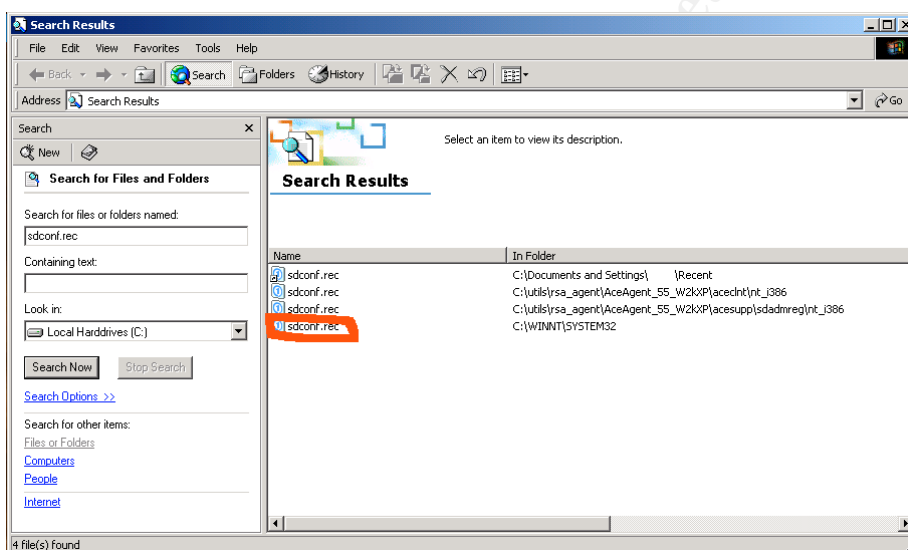 Search Results
File Edit View Favorites Tools Help
Back Search Folders History
Address Search Results Go
Search
New
Search for Files and Folders
Search for files or folders named:
sdconf.rec
Containing text:
Look in:
Local Harddrives (C:)
Search Now Stop Search
Search Options >>
Search for other items:
Files or Folders
Computers
People
Internet
Select an item to view its description.
Search Results
Name In Folder
sdconf.rec C:\Documents and Settings\ \Recent
sdconf.rec C:\utils\rsa_agent\AceAgent_55_W2kXP\aceclnt\nt_i386
sdconf.rec C:\utils\rsa_agent\AceAgent_55_W2kXP\acesupp\sdadmreg\nt_i386
sdconf.rec C:\WINNT\SYSTEM32
4 file(s) found